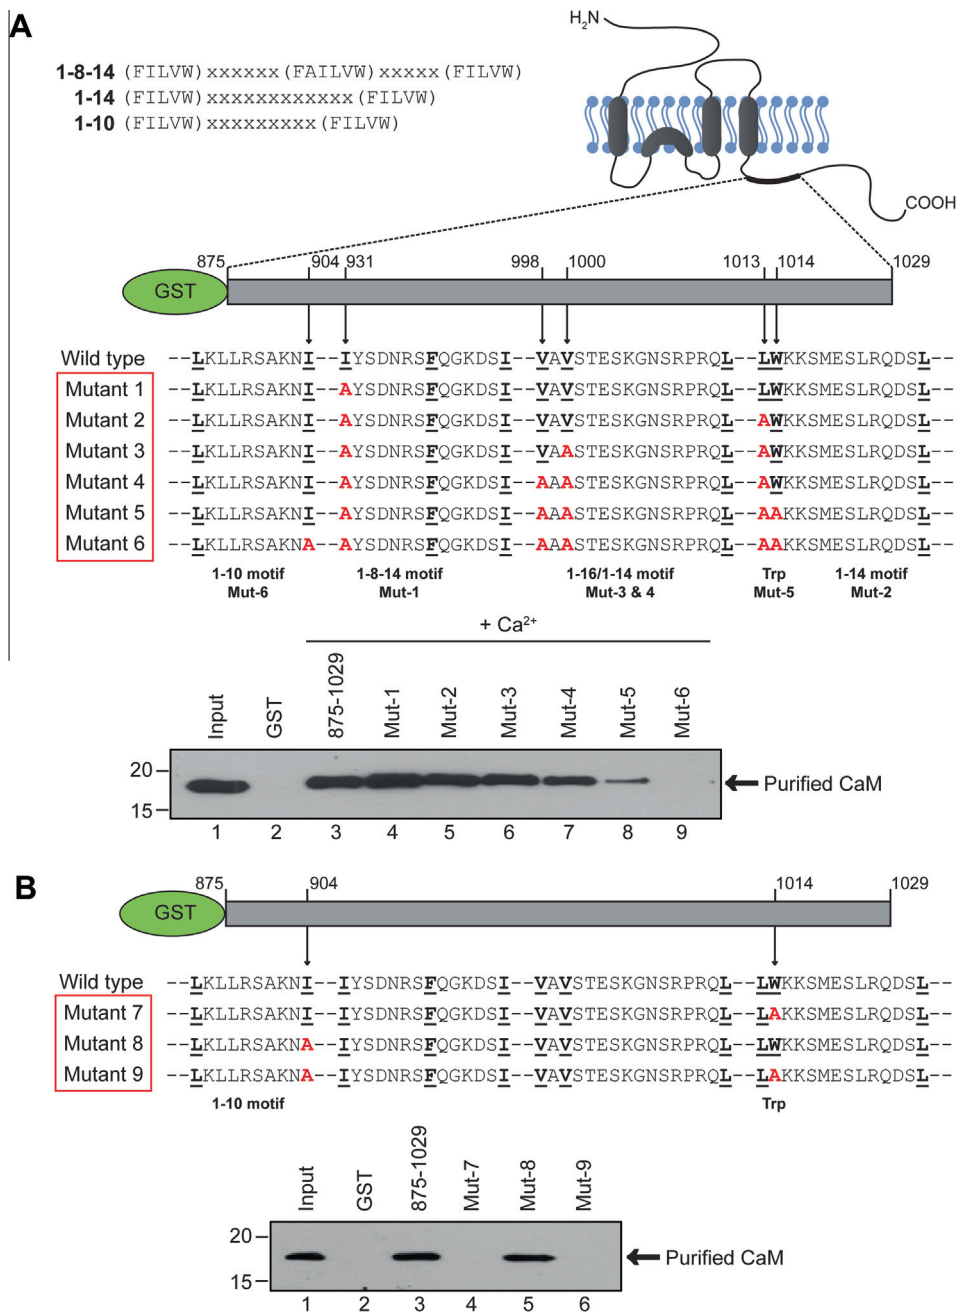 A
H2N
1-8-14 (FILVW)xxxxxx(FAILVW)xxxxx(FILVW)
1-14 (FILVW)xxxxxxxxxxxx(FILVW)
1-10 (FILVW)xxxxxxxxx(FILVW)
COOH
875 904 931 998 1000 1013 1014 1029
GST
Wild type --LKLLRSAKNI--IYSDNRSFQGKDSI--VAVSTESKGNSRPRQL--LWKKSMESLRQDSL--
Mutant 1 --LKLLRSAKNI--AYSDNRSFQGKDSI--VAVSTESKGNSRPRQL--LWKKSMESLRQDSL--
Mutant 2 --LKLLRSAKNI--AYSDNRSFQGKDSI--VAVSTESKGNSRPRQL--AWKKSMESLRQDSL--
Mutant 3 --LKLLRSAKNI--AYSDNRSFQGKDSI--VAASTESKGNSRPRQL--AWKKSMESLRQDSL--
Mutant 4 --LKLLRSAKNI--AYSDNRSFQGKDSI--AAASTESKGNSRPRQL--AWKKSMESLRQDSL--
Mutant 5 --LKLLRSAKNI--AYSDNRSFQGKDSI--AAASTESKGNSRPRQL--AAKKSMESLRQDSL--
Mutant 6 --LKLLRSAKNA--AYSDNRSFQGKDSI--AAASTESKGNSRPRQL--AAKKSMESLRQDSL--
1-10 motif 1-8-14 motif 1-16/1-14 motif Trp 1-14 motif
Mut-6 Mut-1 Mut-3 & 4 Mut-5 Mut-2
+ Ca2+
Input GST 875-1029 Mut-1 Mut-2 Mut-3 Mut-4 Mut-5 Mut-6
20
15
Purified CaM
1 2 3 4 5 6 7 8 9
B
875 904 1014 1029
GST
Wild type --LKLLRSAKNI--IYSDNRSFQGKDSI--VAVSTESKGNSRPRQL--LWKKSMESLRQDSL--
Mutant 7 --LKLLRSAKNI--IYSDNRSFQGKDSI--VAVSTESKGNSRPRQL--LAKKSMESLRQDSL--
Mutant 8 --LKLLRSAKNA--IYSDNRSFQGKDSI--VAVSTESKGNSRPRQL--LWKKSMESLRQDSL--
Mutant 9 --LKLLRSAKNA--IYSDNRSFQGKDSI--VAVSTESKGNSRPRQL--LAKKSMESLRQDSL--
1-10 motif Trp
Input GST 875-1029 Mut-7 Mut-8 Mut-9
20
15
Purified CaM
1 2 3 4 5 6